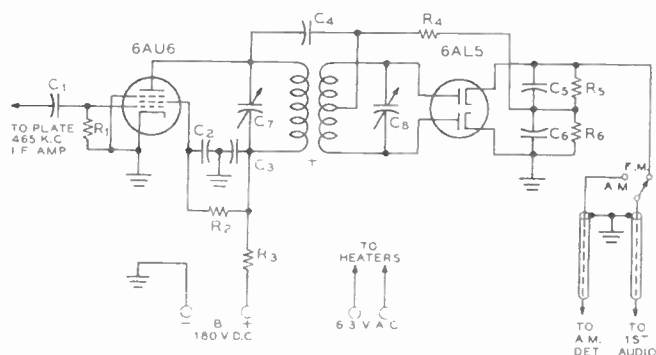 6AU6
C4
R4
6AL5
C1
C7
C8
C5
R5
TO PLATE
465 K.C
I F AMP
R1
C2
C3
C6
R6
+
R2
F.M.
A M
R3
TO
HEATERS
−
B
+
180 V D.C
6 3 V A C
TO
A M.
DET
TO
1ST
AUDIO